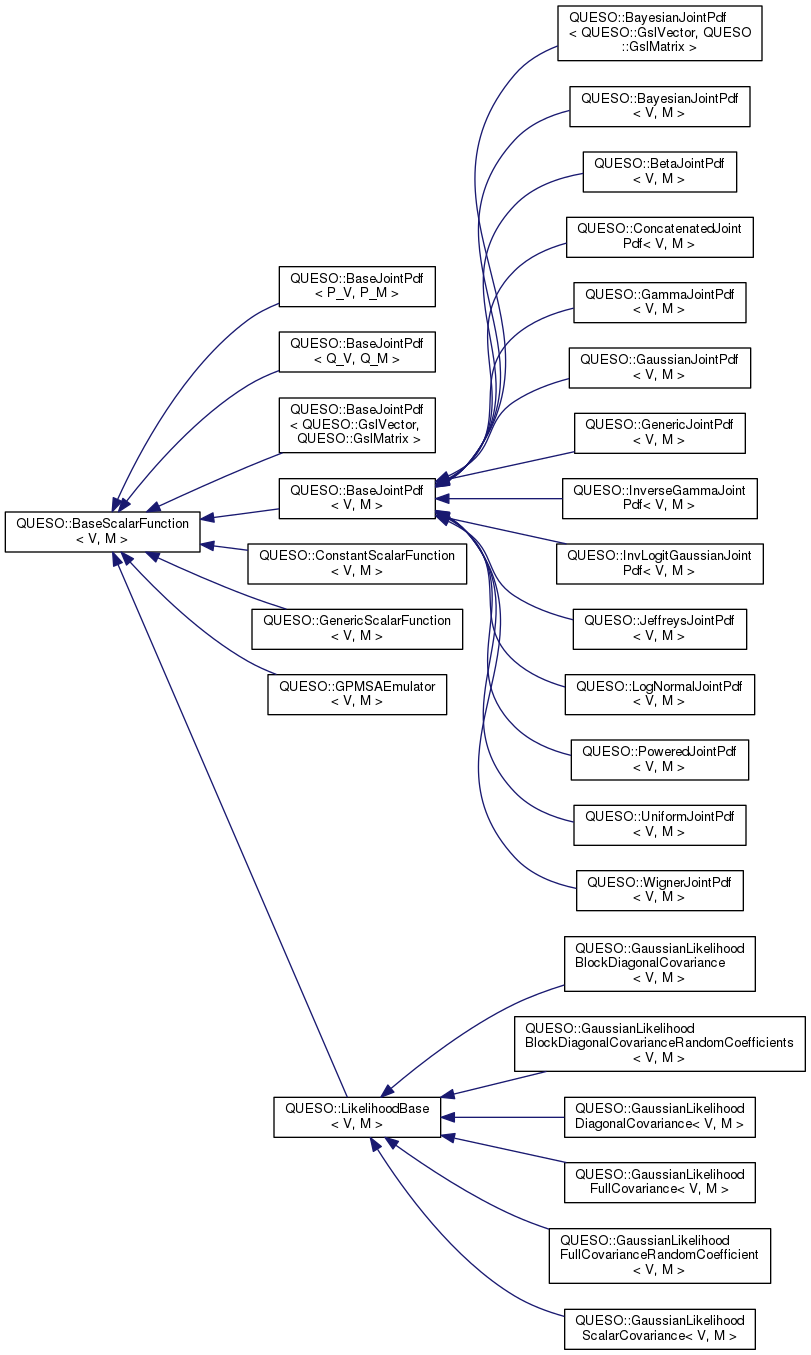 QUESO::BaseScalarFunction
< V, M >
QUESO::BaseJointPdf
< P_V, P_M >
QUESO::BaseJointPdf
< Q_V, Q_M >
QUESO::BaseJointPdf
< QUESO::GslVector,
QUESO::GslMatrix >
QUESO::BaseJointPdf
< V, M >
QUESO::ConstantScalarFunction
< V, M >
QUESO::GenericScalarFunction
< V, M >
QUESO::GPMSAEmulator
< V, M >
QUESO::LikelihoodBase
< V, M >
QUESO::BayesianJointPdf
< QUESO::GslVector, QUESO
::GslMatrix >
QUESO::BayesianJointPdf
< V, M >
QUESO::BetaJointPdf
< V, M >
QUESO::ConcatenatedJoint
Pdf< V, M >
QUESO::GammaJointPdf
< V, M >
QUESO::GaussianJointPdf
< V, M >
QUESO::GenericJointPdf
< V, M >
QUESO::InverseGammaJoint
Pdf< V, M >
QUESO::InvLogitGaussianJoint
Pdf< V, M >
QUESO::JeffreysJointPdf
< V, M >
QUESO::LogNormalJointPdf
< V, M >
QUESO::PoweredJointPdf
< V, M >
QUESO::UniformJointPdf
< V, M >
QUESO::WignerJointPdf
< V, M >
QUESO::GaussianLikelihood
BlockDiagonalCovariance
< V, M >
QUESO::GaussianLikelihood
BlockDiagonalCovarianceRandomCoefficients
< V, M >
QUESO::GaussianLikelihood
DiagonalCovariance< V, M >
QUESO::GaussianLikelihood
FullCovariance< V, M >
QUESO::GaussianLikelihood
FullCovarianceRandomCoefficient
< V, M >
QUESO::GaussianLikelihood
ScalarCovariance< V, M >